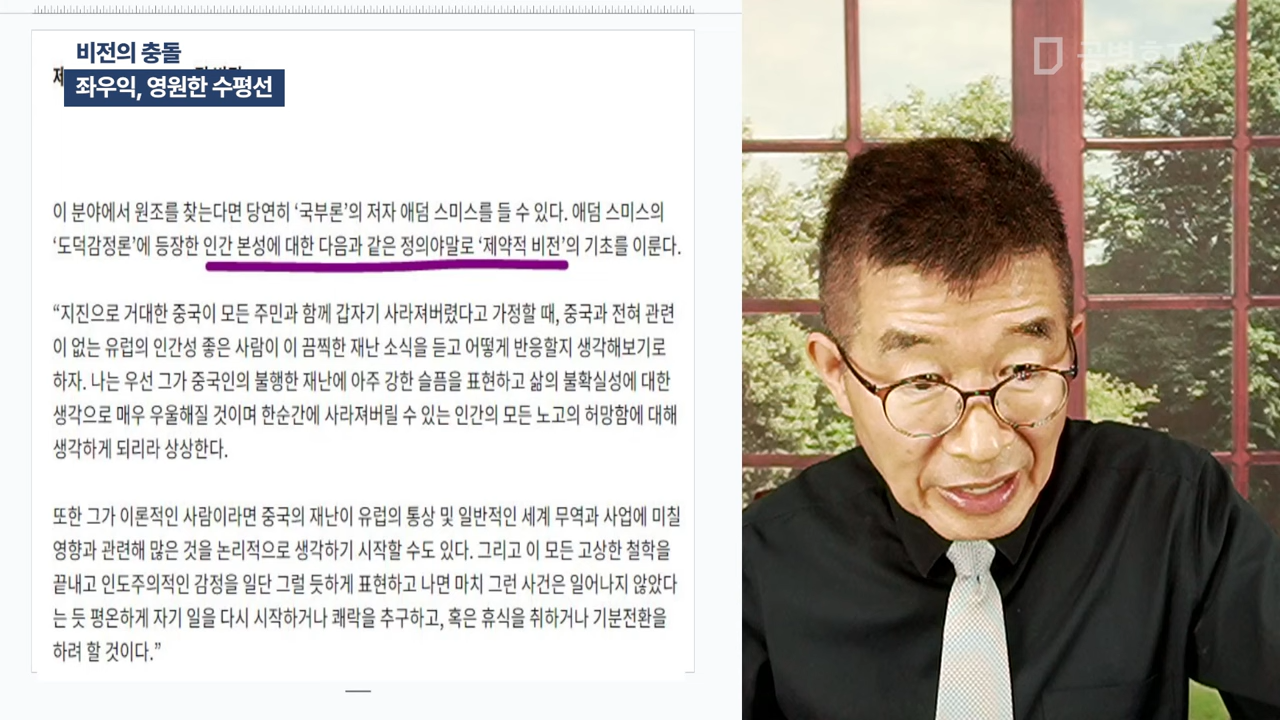 비전의 충돌
좌우익, 영원한 수평선
이 분야에서 원조를 찾는다면 당연히 ‘국부론’의 저자 애덤 스미스를 들 수 있다. 애덤 스미스의
‘도덕감정론’에 등장한 인간 본성에 대한 다음과 같은 정의야말로 ‘제약적 비전’의 기초를 이룬다.
“지진으로 거대한 중국이 모든 주민과 함께 갑자기 사라져버렸다고 가정할 때, 중국과 전혀 관련
이 없는 유럽의 인간성 좋은 사람이 이 끔찍한 재난 소식을 듣고 어떻게 반응할지 생각해보기로
하자. 나는 우선 그가 중국인의 불행한 재난에 아주 강한 슬픔을 표현하고 삶의 불확실성에 대한
생각으로 매우 우울해질 것이며 한순간에 사라져버릴 수 있는 인간의 모든 노고의 허망함에 대해
생각하게 되리라 상상한다.
또한 그가 이론적인 사람이라면 중국의 재난이 유럽의 통상 및 일반적인 세계 무역과 사업에 미칠
영향과 관련해 많은 것을 논리적으로 생각하기 시작할 수도 있다. 그리고 이 모든 고상한 철학을
끝내고 인도주의적인 감정을 일단 그럴 듯하게 표현하고 나면 마치 그런 사건은 일어나지 않았다
는 듯 평온하게 자기 일을 다시 시작하거나 쾌락을 추구하고, 혹은 휴식을 취하거나 기분전환을
하려 할 것이다.”